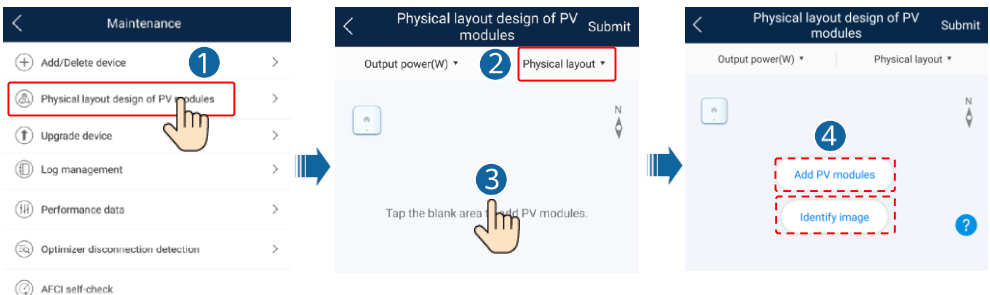 Maintenance
1
Add/Delete device
Physical layout design of PV modules
Upgrade device
Log management
Performance data
Optimizer disconnection detection
AFCI self-check
Physical layout design of PV
modules
Submit
Output power(W)
2
Physical layout
N
3
Tap the blank area to add PV modules.
Physical layout design of PV
modules
Submit
Output power(W)
Physical layout
N
4
Add PV modules
Identify image
?